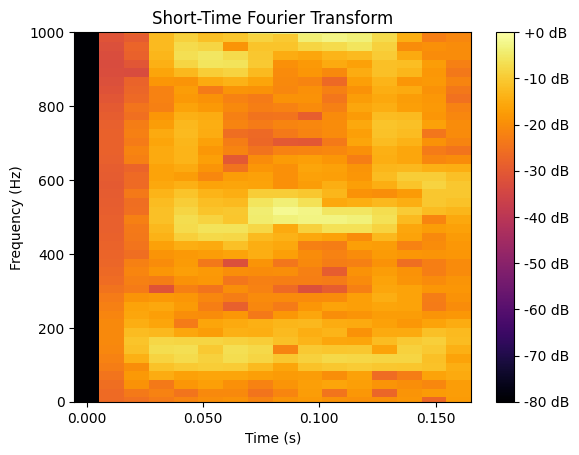 Short-Time Fourier Transform
1000
800
600
400
200
0
Frequency (Hz)
0.000
0.050
0.100
0.150
Time (s)
+0 dB
-10 dB
-20 dB
-30 dB
-40 dB
-50 dB
-60 dB
-70 dB
-80 dB